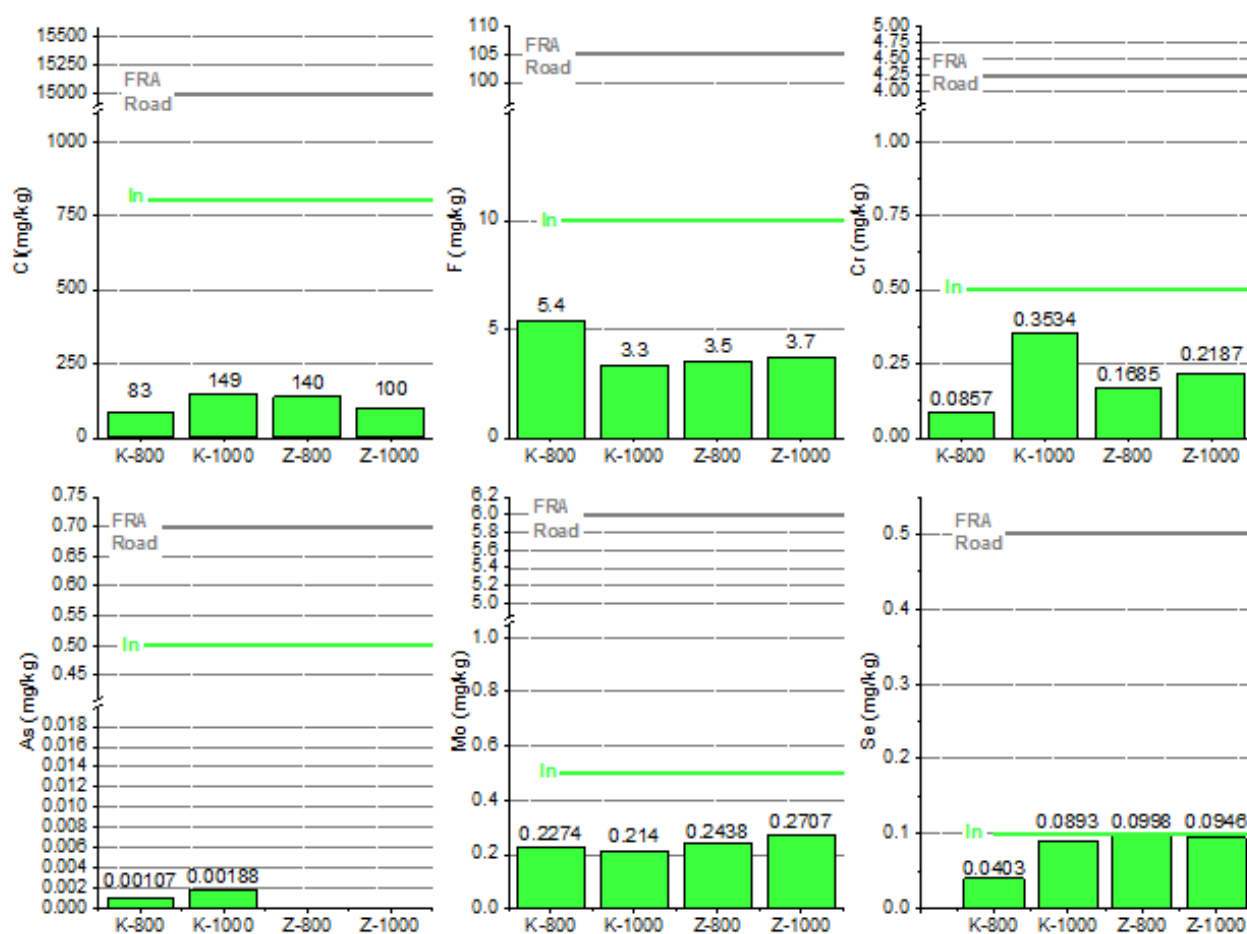 15500
15250
15000
1000
750
500
250
0
Cl(mg/kg)
FRA
Road
In
83
149
140
100
K-800 K-1000 Z-800 Z-1000
110
105
100
10
5
0
F (mg/kg)
FRA
Road
In
5.4
3.3
3.5
3.7
K-800 K-1000 Z-800 Z-1000
5.00
4.75
4.50
4.25
4.00
1.00
0.75
0.50
0.25
0.00
Cr (mg/kg)
FRA
Road
In
0.0857
0.3534
0.1685
0.2187
K-800 K-1000 Z-800 Z-1000
0.75
0.70
0.65
0.60
0.55
0.50
0.45
0.018
0.016
0.014
0.012
0.010
0.008
0.006
0.004
0.002
0.000
As (mg/kg)
FRA
Road
In
0.00107
0.00188
K-800 K-1000 Z-800 Z-1000
6.2
6.0
5.8
5.6
5.4
5.2
5.0
1.0
0.8
0.6
0.4
0.2
0.0
Mo (mg/kg)
FRA
Road
In
0.2274
0.214
0.2438
0.2707
K-800 K-1000 Z-800 Z-1000
0.5
0.4
0.3
0.2
0.1
0.0
Se (mg/kg)
FRA
Road
In
0.0403
0.0893
0.0998
0.0946
K-800 K-1000 Z-800 Z-1000